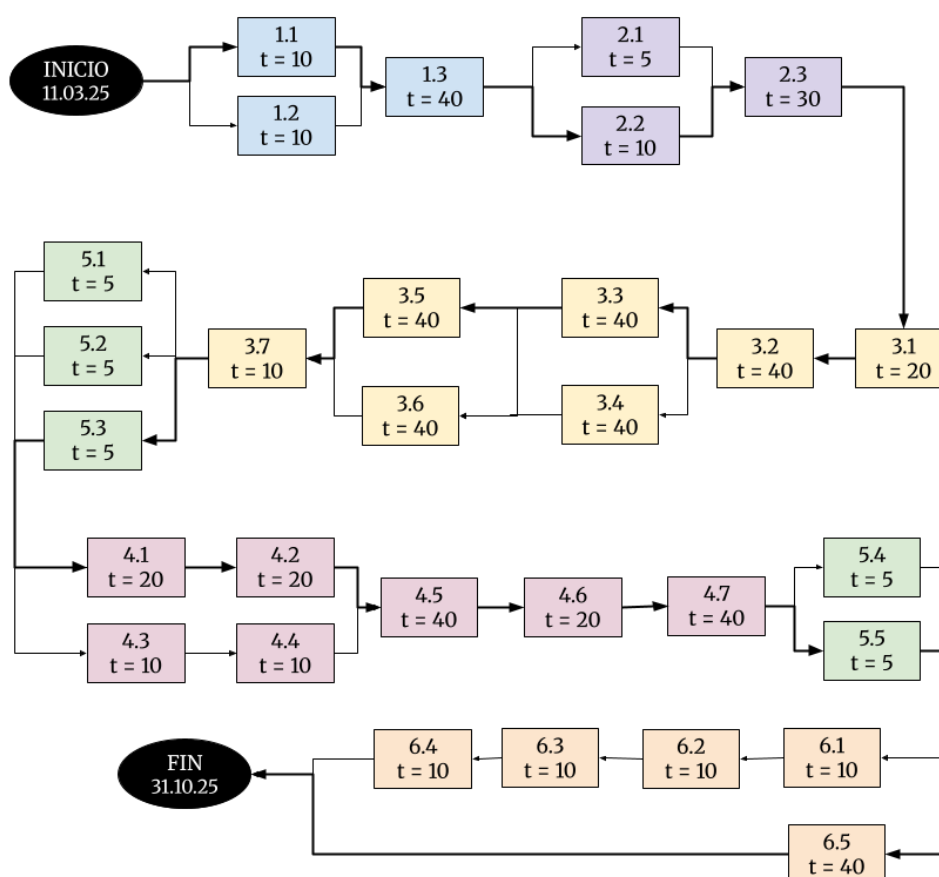 INICIO
11.03.25
1.1
t = 10
1.2
t = 10
1.3
t = 40
2.1
t = 5
2.2
t = 10
2.3
t = 30
3.1
t = 20
3.2
t = 40
3.3
t = 40
3.4
t = 40
3.5
t = 40
3.6
t = 40
3.7
t = 10
5.1
t = 5
5.2
t = 5
5.3
t = 5
4.1
t = 20
4.2
t = 20
4.3
t = 10
4.4
t = 10
4.5
t = 40
4.6
t = 20
4.7
t = 40
5.4
t = 5
5.5
t = 5
6.1
t = 10
6.2
t = 10
6.3
t = 10
6.4
t = 10
6.5
t = 40
FIN
31.10.25